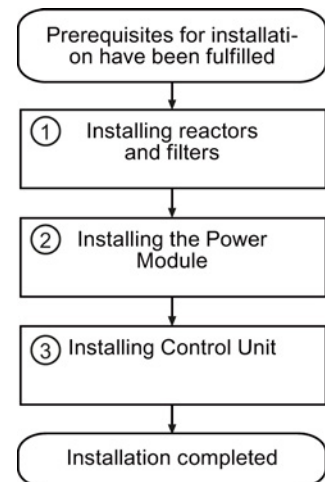 Prerequisites for installati-
on have been fulfilled
① Installing reactors
and filters
② Installing the Power
Module
③ Installing Control Unit
Installation completed